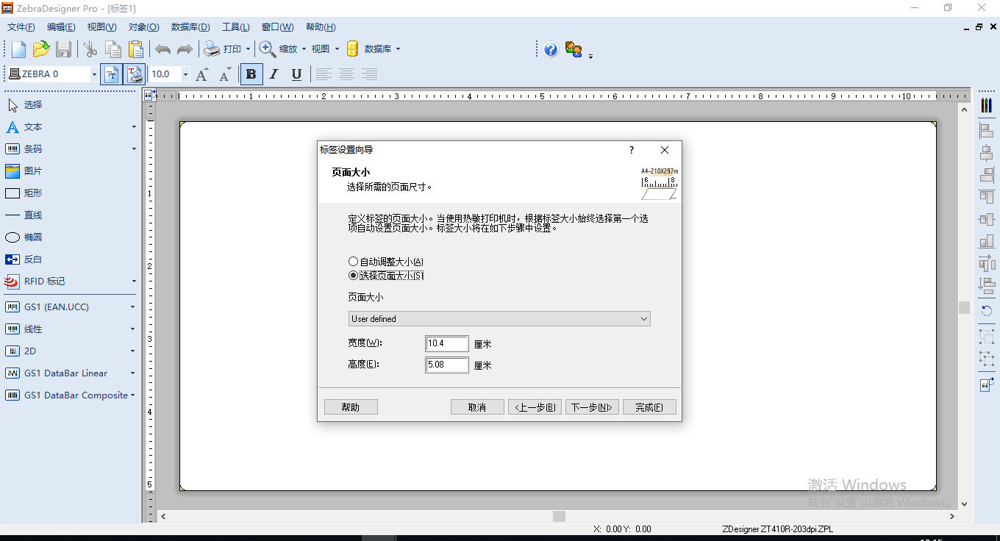 ZebraDesigner Pro - [标签1]
文件(F) 编辑(E) 视图(V) 对象(O) 数据库(D) 工具(L) 窗口(W) 帮助(H)
打印 缩放 视图 数据库
ZEBRA 0 10.0 B I U
选择
文本
条码
图片
矩形
直线
椭圆
反白
RFID 标记
GS1 (EAN.UCC)
线性
2D
GS1 DataBar Linear
GS1 DataBar Composite
1 2 3 4 5 6 7 8 9 10
1
2
3
4
5
标签设置向导
页面大小
选择所需的页面尺寸。
A4-210X297m
6 8
定义标签的页面大小。当使用热敏打印机时，根据标签大小始终选择第一个选
项自动设置页面大小。标签大小将在如下步骤中设置。
自动调整大小(A)
选择页面大小(S)
页面大小
User defined
宽度(W): 10.4 厘米
高度(E): 5.08 厘米
帮助 取消 <上一步(B) 下一步(N)> 完成(F)
激活 Windows
转到"设置"以激活 Windows。
X: 0.00 Y: 0.00 ZDesigner ZT410R-203dpi ZPL